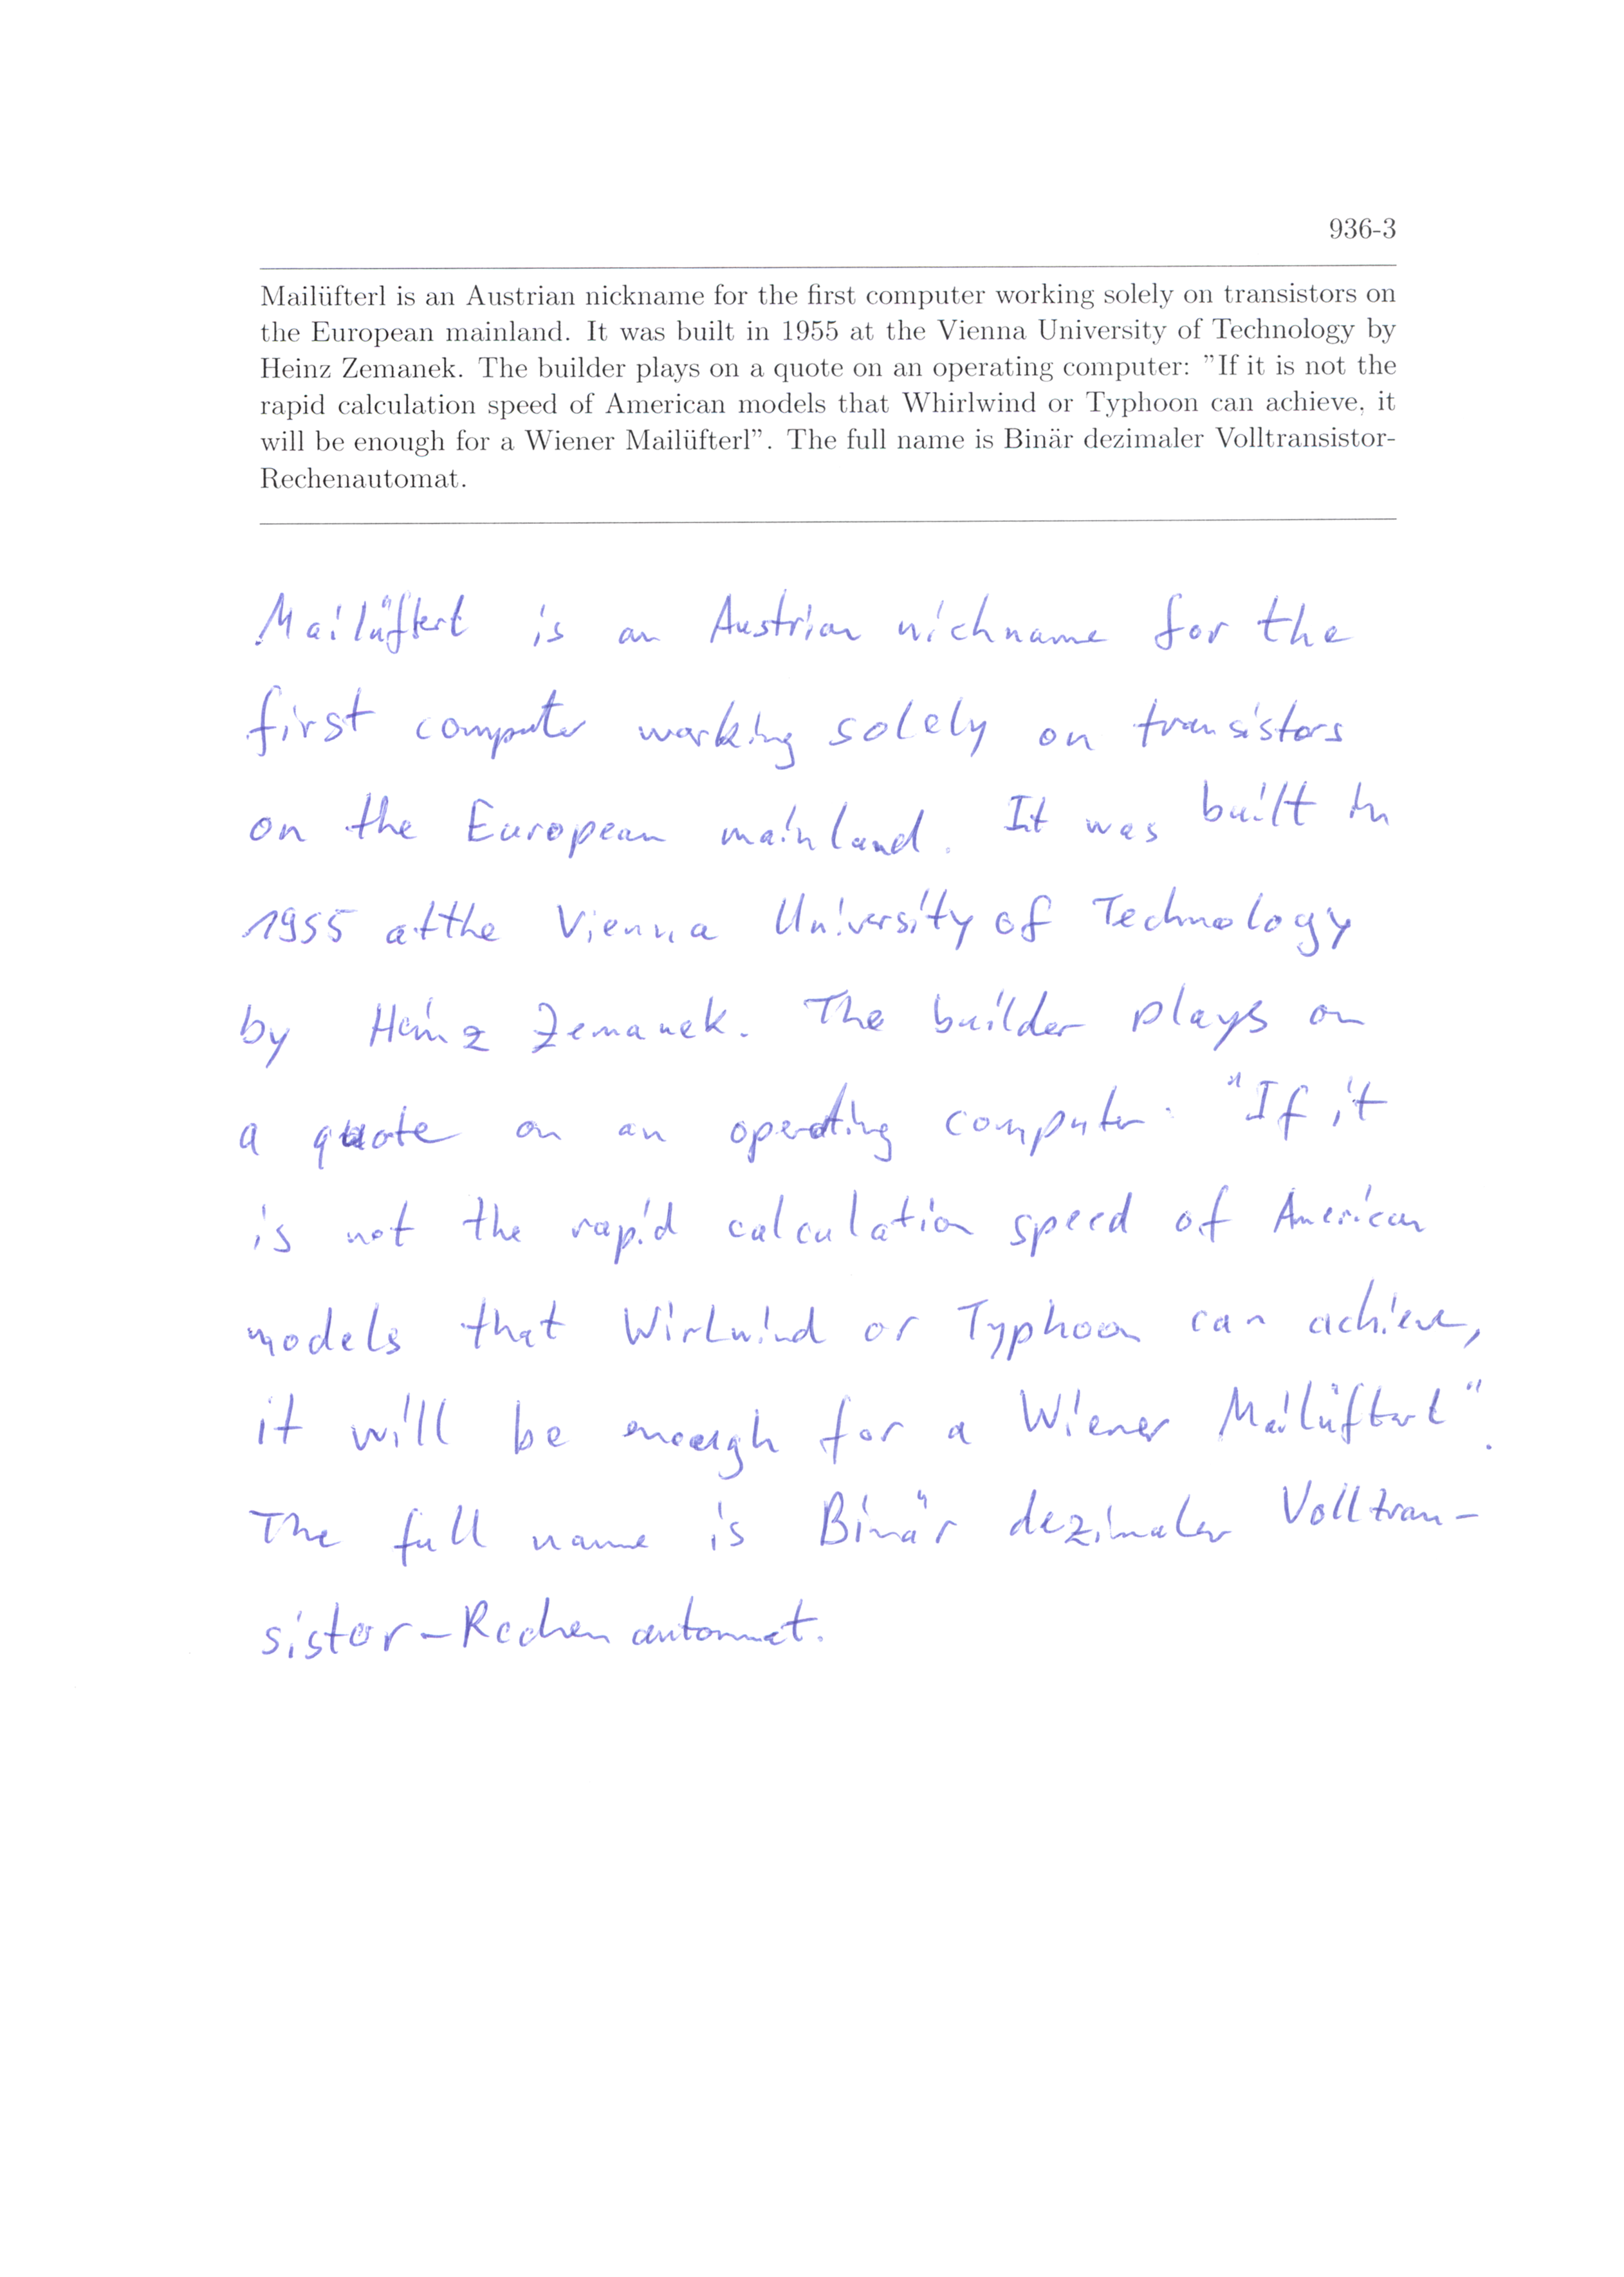 936-3
Mailüfterl is an Austrian nickname for the first computer working solely on transistors on
the European mainland. It was built in 1955 at the Vienna University of Technology by
Heinz Zemanek. The builder plays on a quote on an operating computer: ”If it is not the
rapid calculation speed of American models that Whirlwind or Typhoon can achieve, it
will be enough for a Wiener Mailüfterl”. The full name is Binär dezimaler Volltransistor-
Rechenautomat.
Mailüfterl is an Austrian nickname for the
first computer working solely on transistors
on the European mainland. It was built in
1955 at the Vienna University of Technology
by Heinz Zemanek. The builder plays on
a quote on an operating computer: "If it
is not the rapid calculation speed of American
models that Wirlwind or Typhoon can achieve,
it will be enough for a Wiener Mailüfterl".
The full name is Binär dezimaler Volltran-
sistor-Rechenautomat.